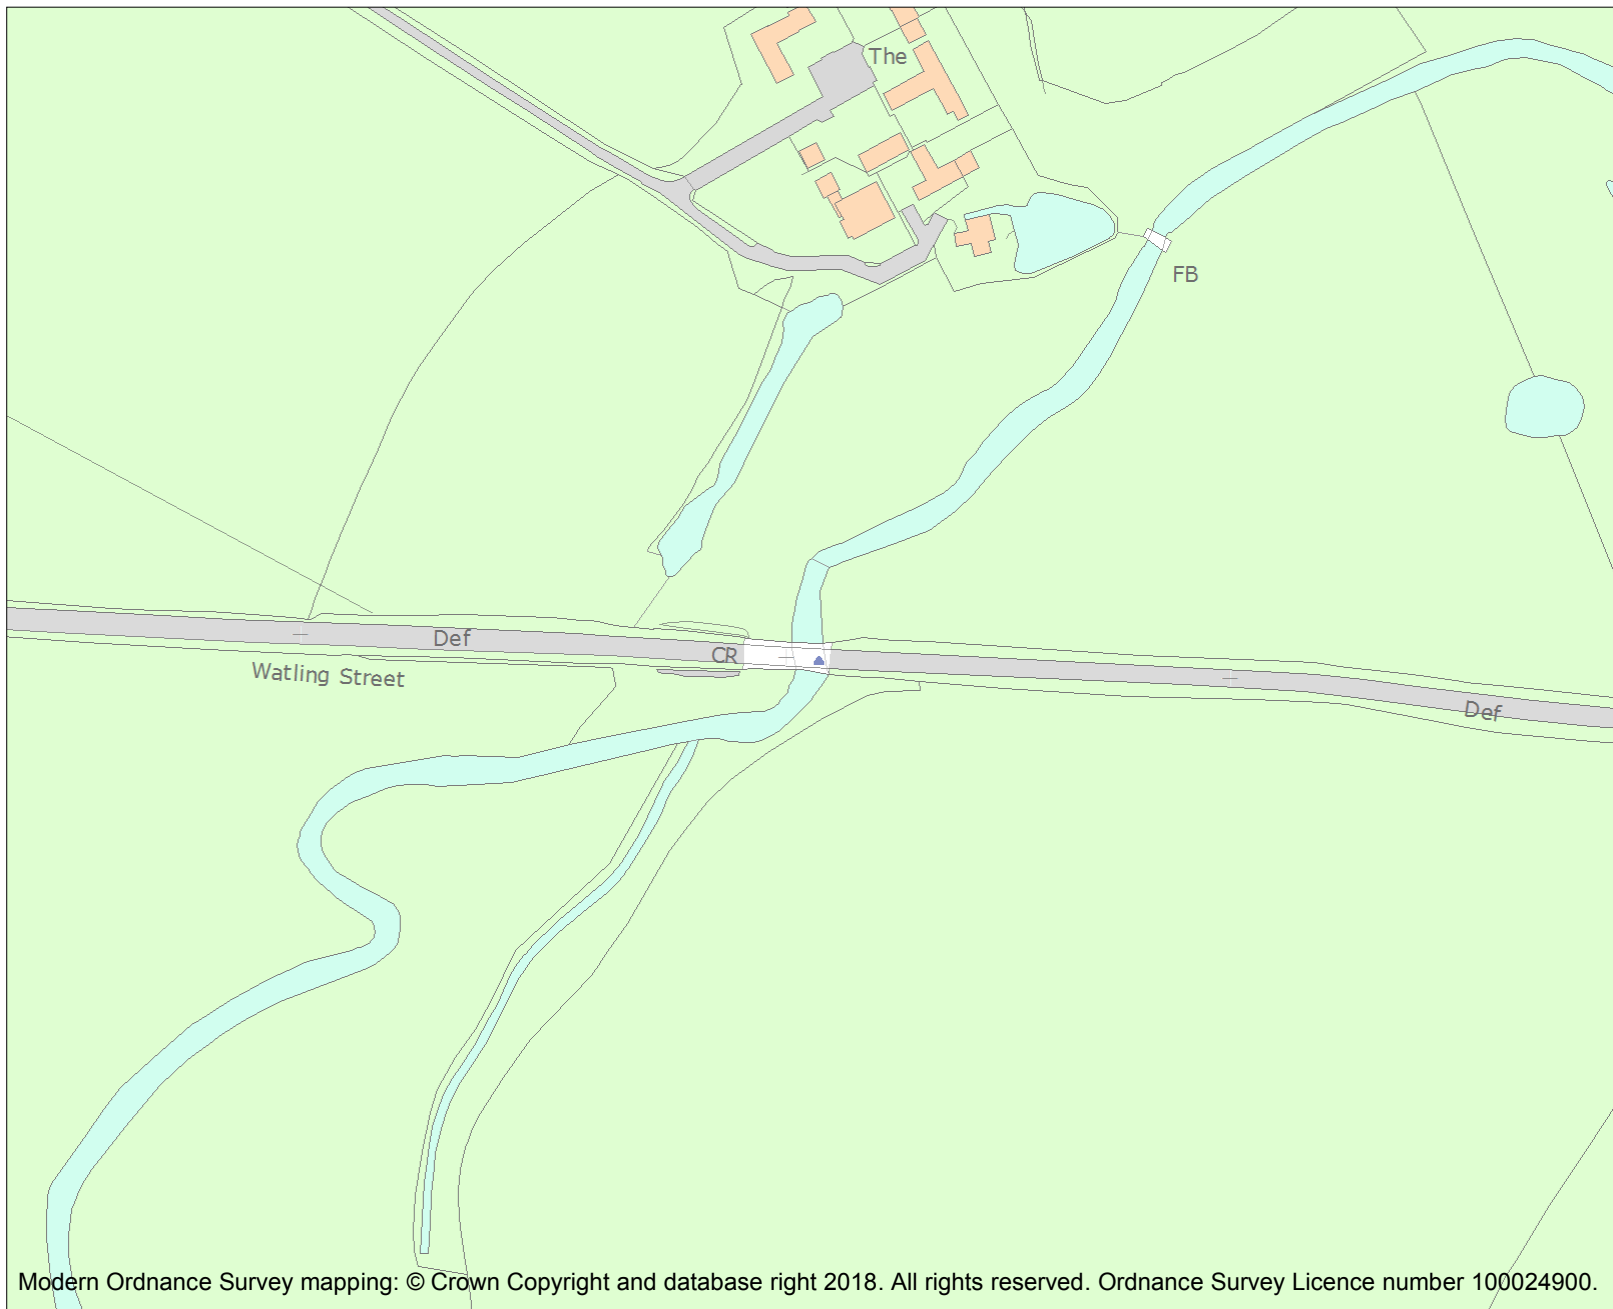 The
FB
Def
CR
Watling Street
Def
Modern Ordnance Survey mapping: © Crown Copyright and database right 2018. All rights reserved. Ordnance Survey Licence number 100024900.